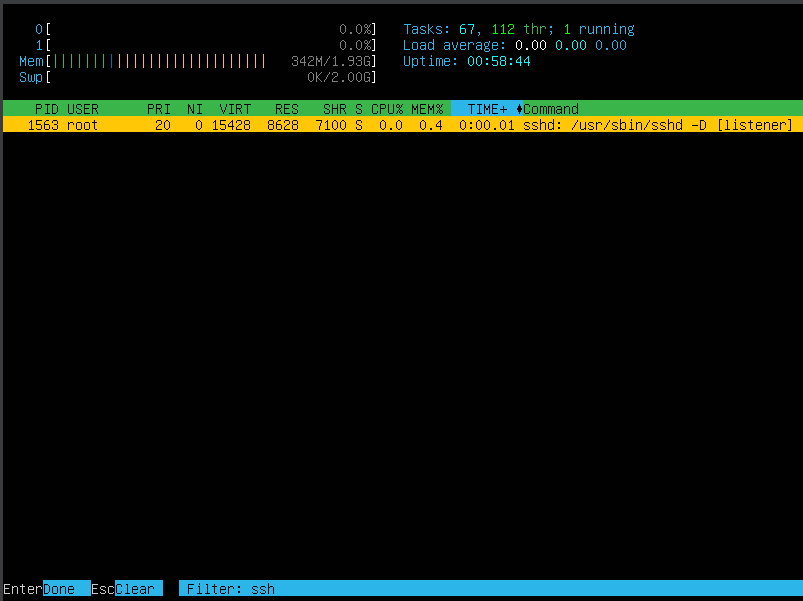 0[ 0.0%] Tasks: 67, 112 thr; 1 running
1[ 0.0%] Load average: 0.00 0.00 0.00
Mem[||||||||||||||||||||||||||| 342M/1.93G] Uptime: 00:58:44
Swp[ 0K/2.00G]
PID USER PRI NI VIRT RES SHR S CPU% MEM% TIME+ ♦Command
1563 root 20 0 15428 8628 7100 S 0.0 0.4 0:00.01 sshd: /usr/sbin/sshd -D [listener]
EnterDone EscClear Filter: ssh